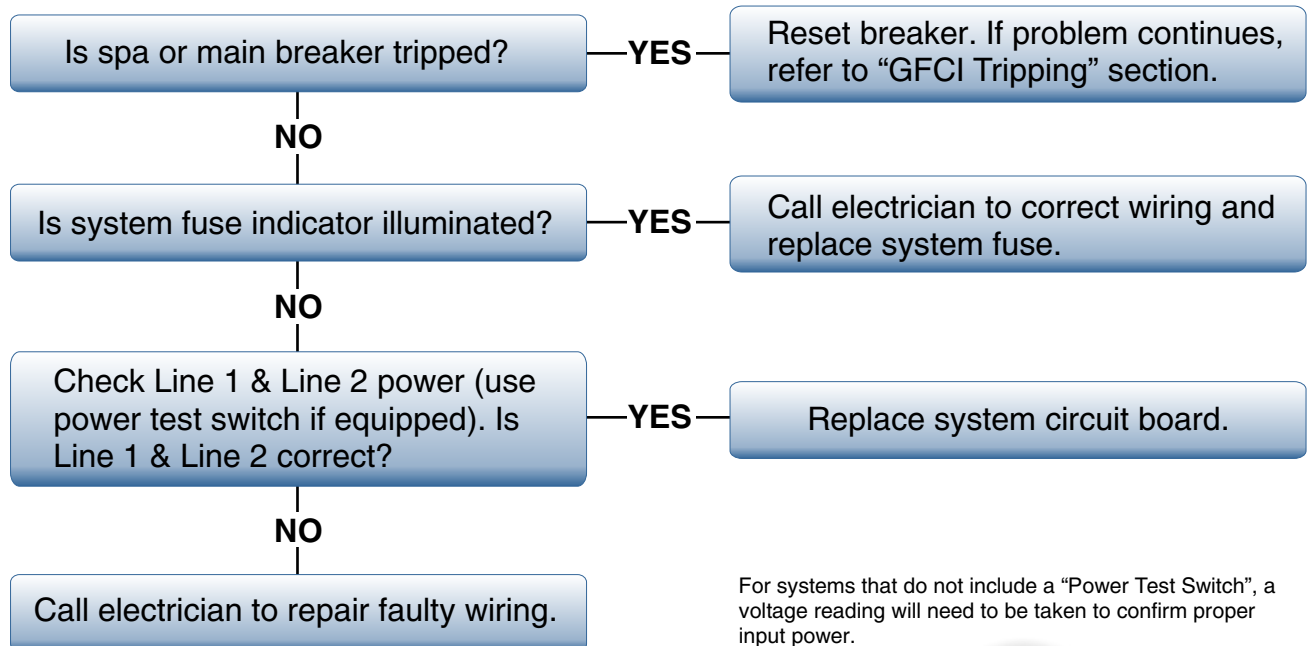 Is spa or main breaker tripped?
YES
Reset breaker. If problem continues,
refer to “GFCI Tripping” section.
NO
Is system fuse indicator illuminated?
YES
Call electrician to correct wiring and
replace system fuse.
NO
Check Line 1 & Line 2 power (use
power test switch if equipped). Is
Line 1 & Line 2 correct?
YES
Replace system circuit board.
NO
Call electrician to repair faulty wiring.
For systems that do not include a “Power Test Switch”, a
voltage reading will need to be taken to confirm proper
input power.